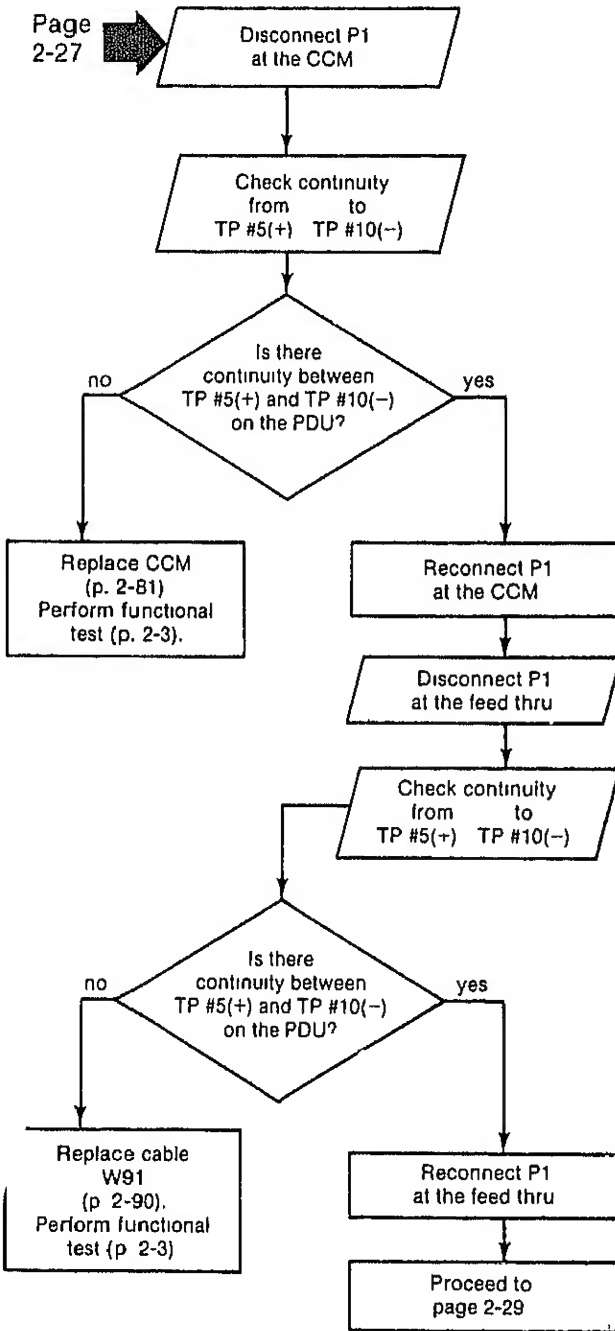 Page
2-27
Disconnect P1
at the CCM
Check continuity
from to
TP #5(+) TP #10(−)
Is there
continuity between
TP #5(+) and TP #10(−)
on the PDU?
no
yes
Replace CCM
(p. 2-81)
Perform functional
test (p. 2-3).
Reconnect P1
at the CCM
Disconnect P1
at the feed thru
Check continuity
from to
TP #5(+) TP #10(−)
Is there
continuity between
TP #5(+) and TP #10(−)
on the PDU?
no
yes
Replace cable
W91
(p 2-90).
Perform functional
test (p 2-3)
Reconnect P1
at the feed thru
Proceed to
page 2-29